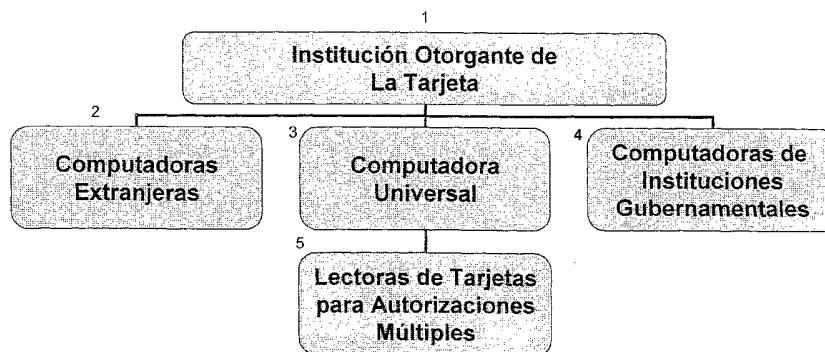 1
Institución Otorgante de
La Tarjeta
2
Computadoras
Extranjeras
3
Computadora
Universal
4
Computadoras de
Instituciones
Gubernamentales
5
Lectoras de Tarjetas
para Autorizaciones
Múltiples